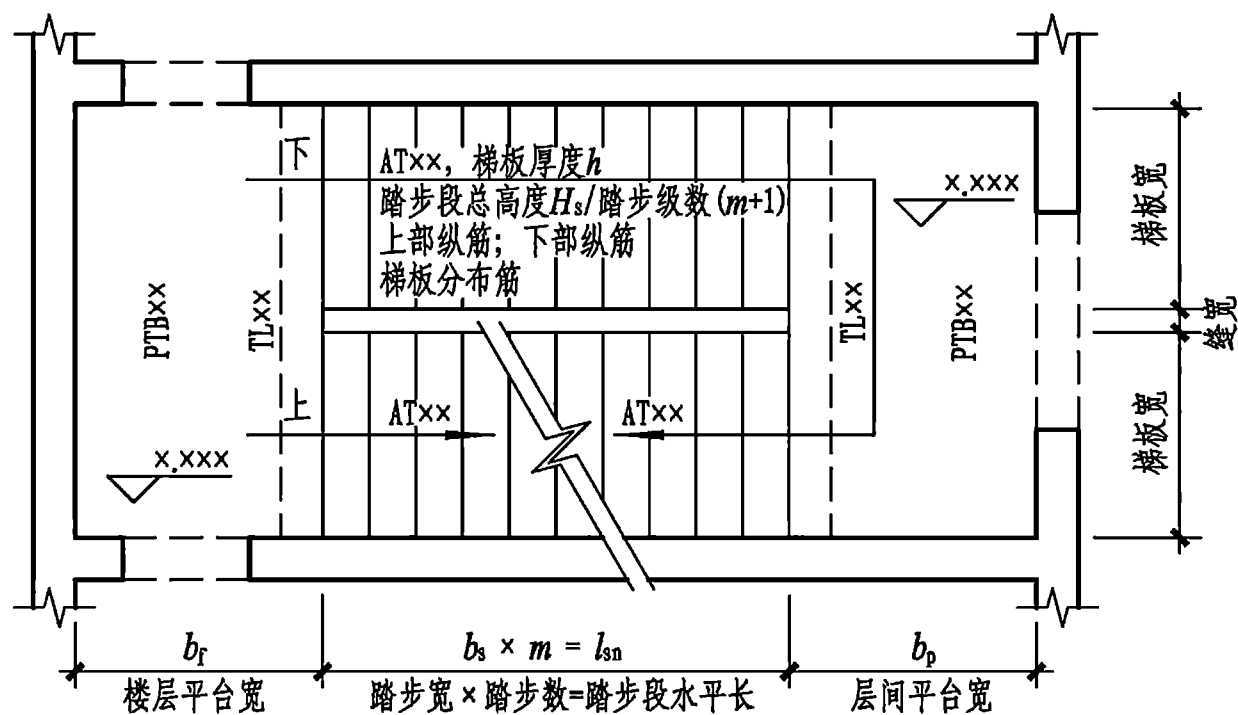 下
AT××, 梯板厚度h
踏步段总高度Hs/踏步级数(m+1)
上部纵筋; 下部纵筋
梯板分布筋
×.×××
梯板宽
PTB××
TL××
TL××
PTB××
缝宽
上
AT××
AT××
梯板宽
×.×××
bf
bs × m = lsn
bp
楼层平台宽
踏步宽×踏步数=踏步段水平长
层间平台宽